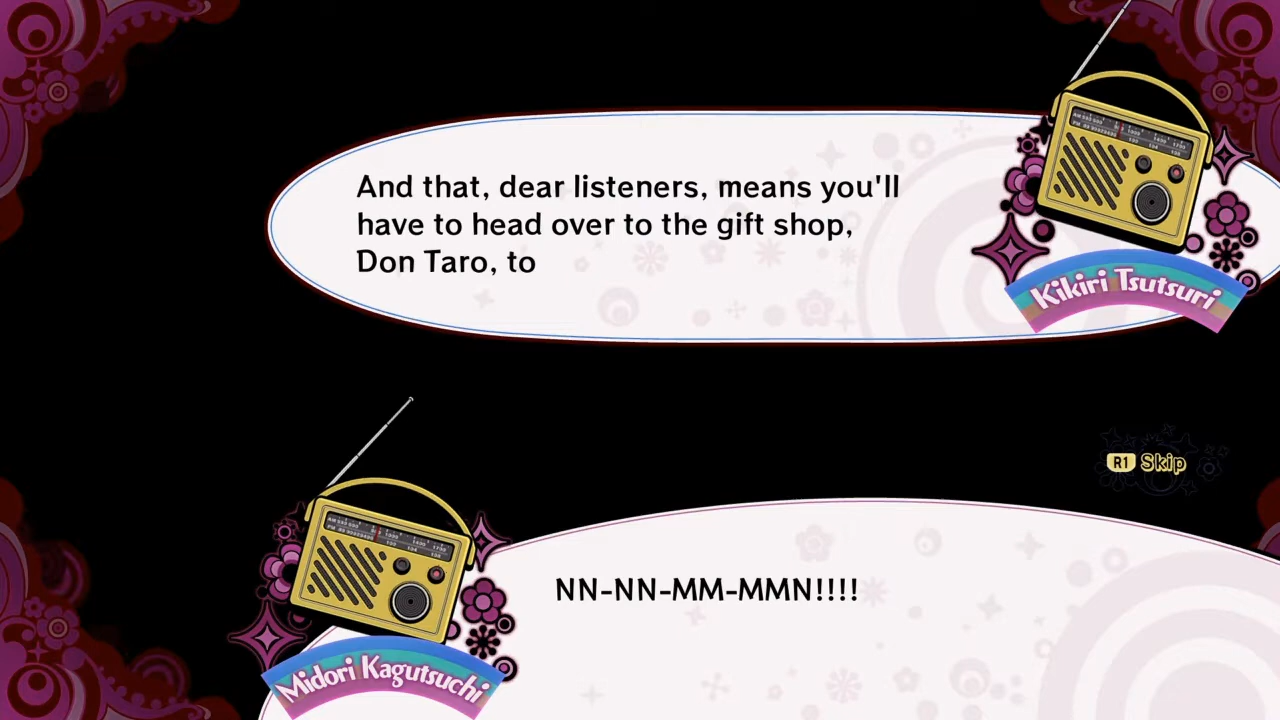 And that, dear listeners, means you'll
have to head over to the gift shop,
Don Taro, to
Kikiri Tsutsuri
R1 Skip
NN-NN-MM-MMN!!!!
Midori Kagutsuchi